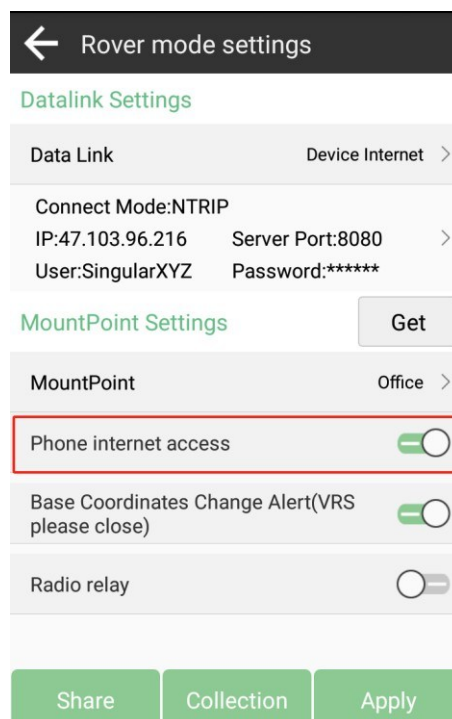 Rover mode settings
Datalink Settings
Data Link Device Internet
Connect Mode:NTRIP
IP:47.103.96.216 Server Port:8080
User:SingularXYZ Password:******
MountPoint Settings Get
MountPoint Office
Phone internet access
Base Coordinates Change Alert(VRS
please close)
Radio relay
Share Collection Apply